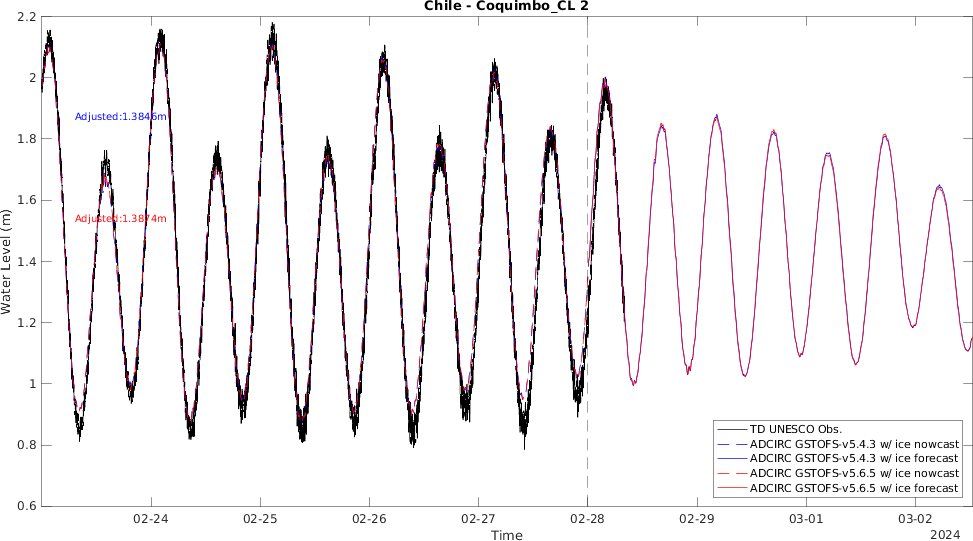 Chile - Coquimbo_CL 2
2.2
2
1.8
1.6
1.4
1.2
1
0.8
0.6
Water Level (m)
Adjusted:1.3846m
Adjusted:1.3874m
TD UNESCO Obs.
ADCIRC GSTOFS-v5.4.3 w/ ice nowcast
ADCIRC GSTOFS-v5.4.3 w/ ice forecast
ADCIRC GSTOFS-v5.6.5 w/ ice nowcast
ADCIRC GSTOFS-v5.6.5 w/ ice forecast
02-24 02-25 02-26 02-27 02-28 02-29 03-01 03-02
Time
2024